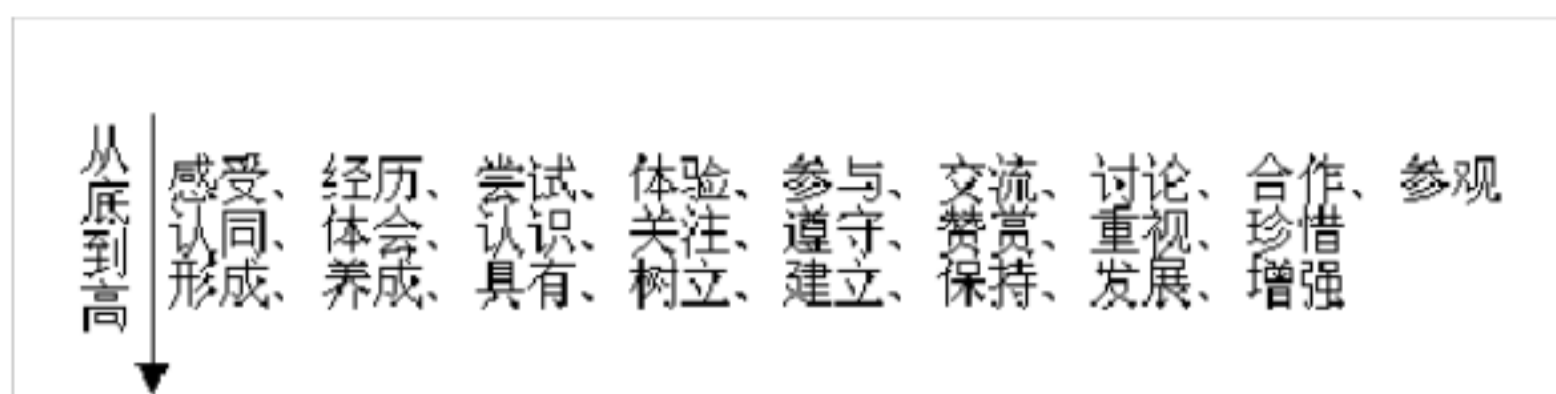 从底到高
感受、经历、尝试、体验、参与、交流、讨论、合作、参观
认同、体会、认识、关注、遵守、赞赏、重视、珍惜
形成、养成、具有、树立、建立、保持、发展、增强